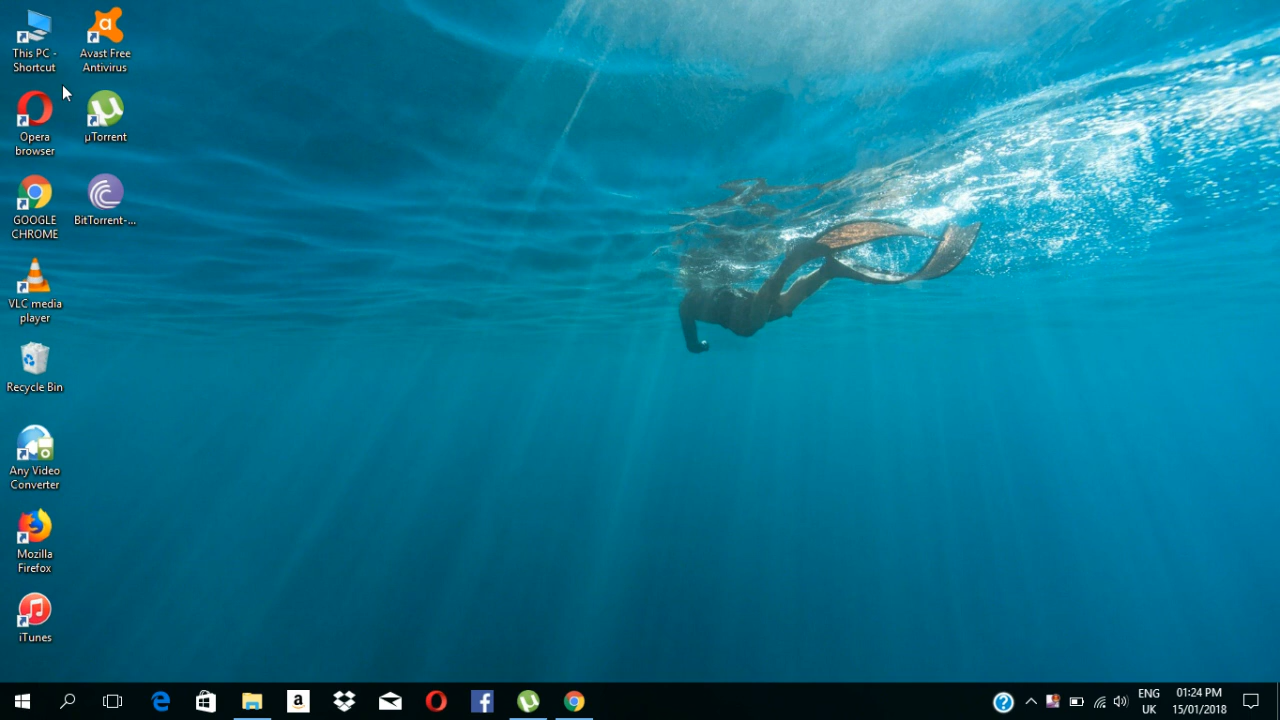 This PC -
Shortcut
Avast Free
Antivirus
Opera
browser
µTorrent
GOOGLE
CHROME
BitTorrent-...
VLC media
player
Recycle Bin
Any Video
Converter
Mozilla
Firefox
iTunes
ENG
UK
01:24 PM
15/01/2018